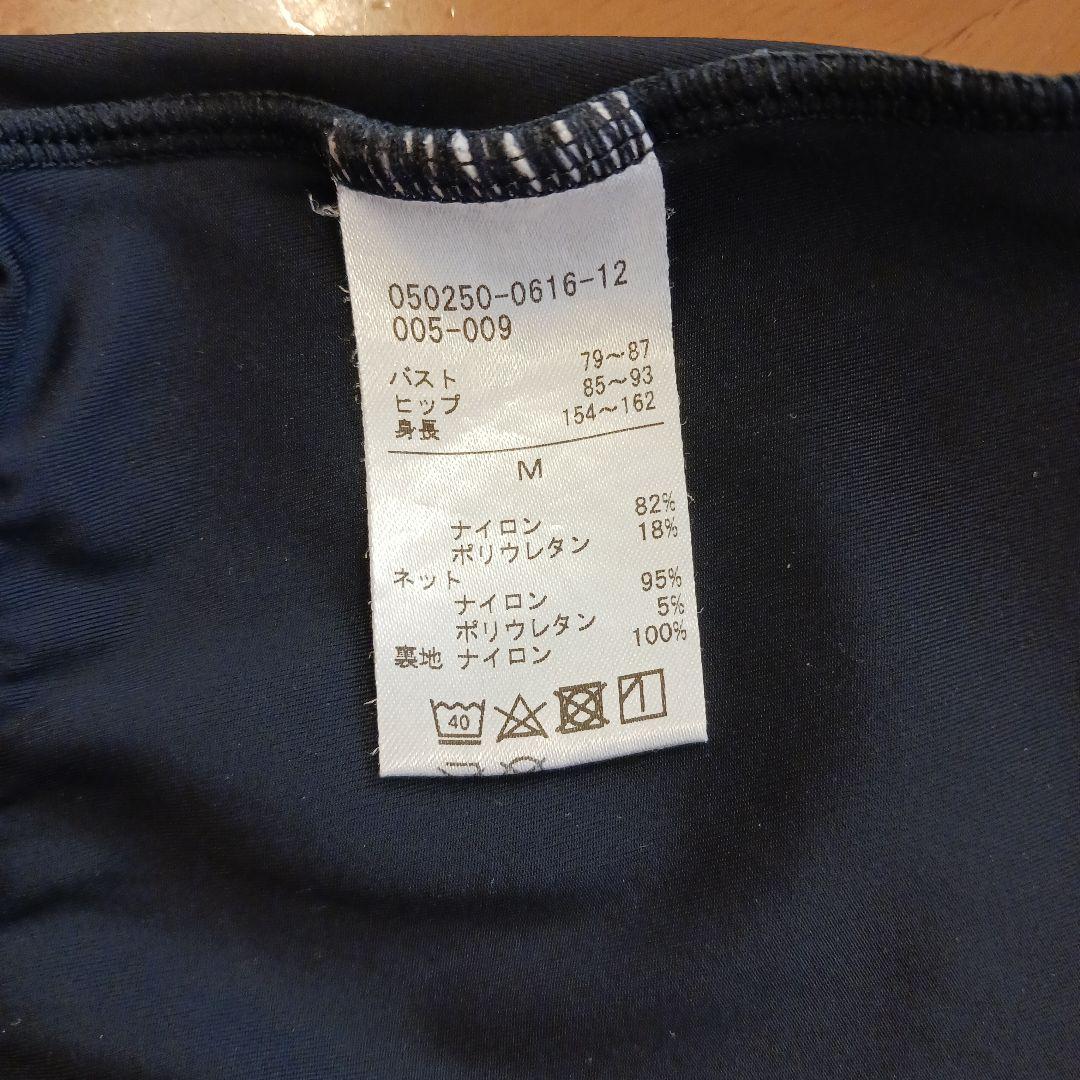 050250-0616-12
005-009
バスト 79～87
ヒップ 85～93
身長 154～162
M
ナイロン 82%
ポリウレタン 18%
ネット
ナイロン 95%
ポリウレタン 5%
裏地 ナイロン 100%
40